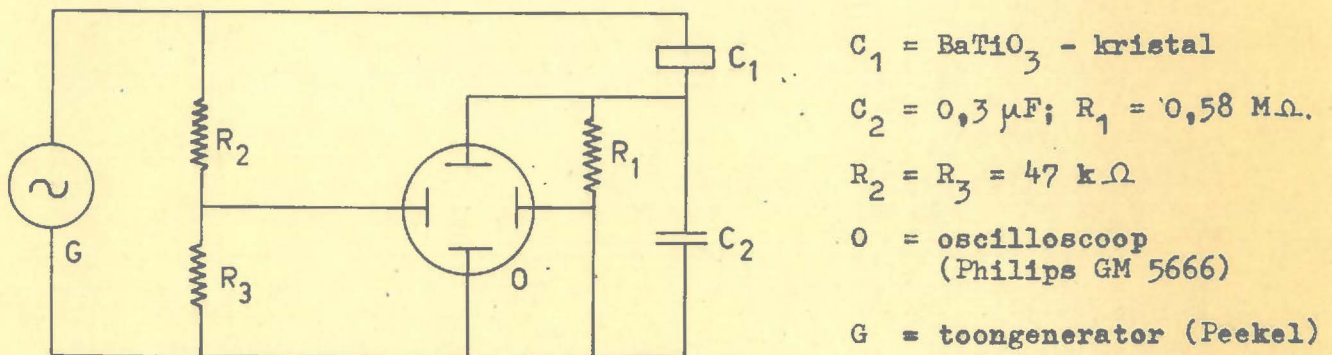 C₁ = BaTiO₃ - kristal
C₂ = 0,3 µF; R₁ = 0,58 MΩ.
R₂ = R₃ = 47 kΩ
O = oscilloscoop
(Philips GM 5666)
G = toongenerator (Peekel)
C₁
R₂
R₁
G
R₃
O
C₂